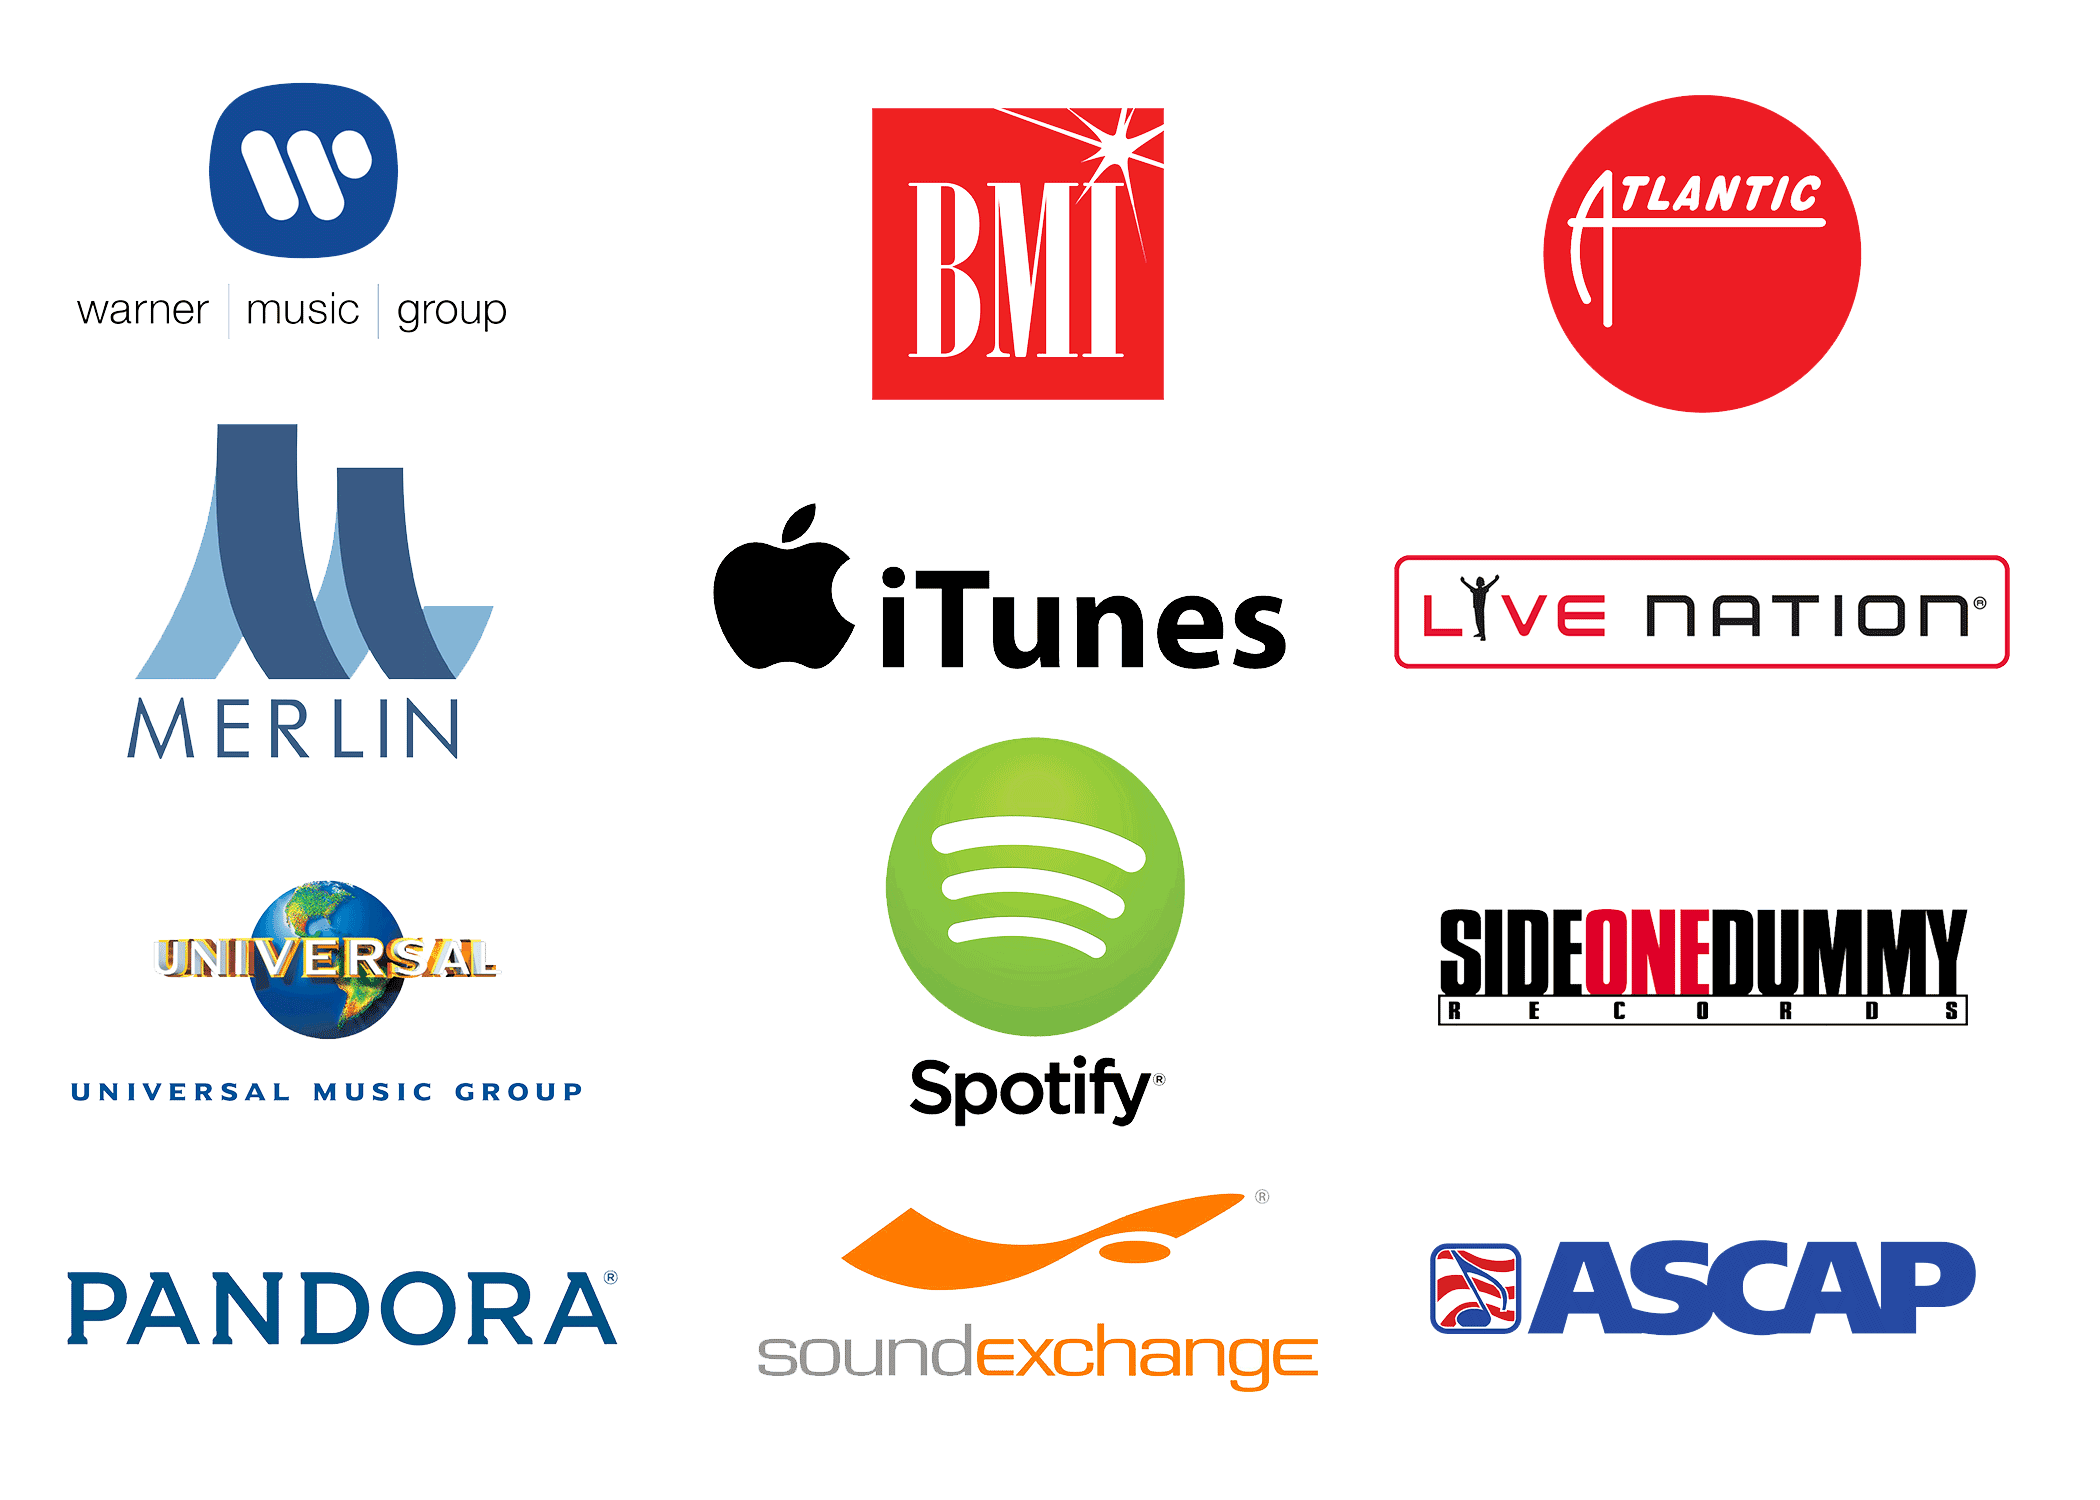 warner | music | group
BMI
ATLANTIC
MERLIN
iTunes
LIVE NATION®
UNIVERSAL
UNIVERSAL MUSIC GROUP
Spotify®
SIDEONEDUMMY
RECORDS
PANDORA®
®
soundExchangE
ASCAP